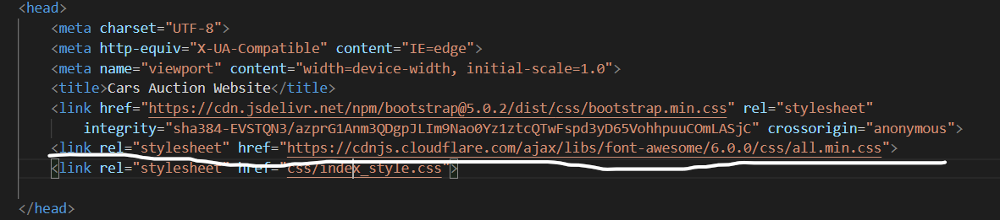 <head>
<meta charset="UTF-8">
<meta http-equiv="X-UA-Compatible" content="IE=edge">
<meta name="viewport" content="width=device-width, initial-scale=1.0">
<title>Cars Auction Website</title>
<link href="https://cdn.jsdelivr.net/npm/bootstrap@5.0.2/dist/css/bootstrap.min.css" rel="stylesheet"
integrity="sha384-EVSTQN3/azprG1Anm3QDgpJLIm9Nao0Yz1ztcQTwFspd3yD65VohhpuuCOmLASjC" crossorigin="anonymous">
<link rel="stylesheet" href="https://cdnjs.cloudflare.com/ajax/libs/font-awesome/6.0.0/css/all.min.css">
<link rel="stylesheet" href="css/index_style.css">
</head>